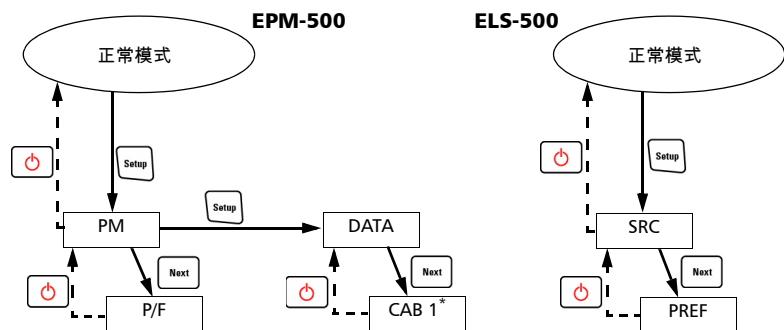 EPM-500
ELS-500
正常模式
正常模式
Setup
Setup
Setup
PM
DATA
SRC
Next
Next
Next
P/F
CAB 1*
PREF